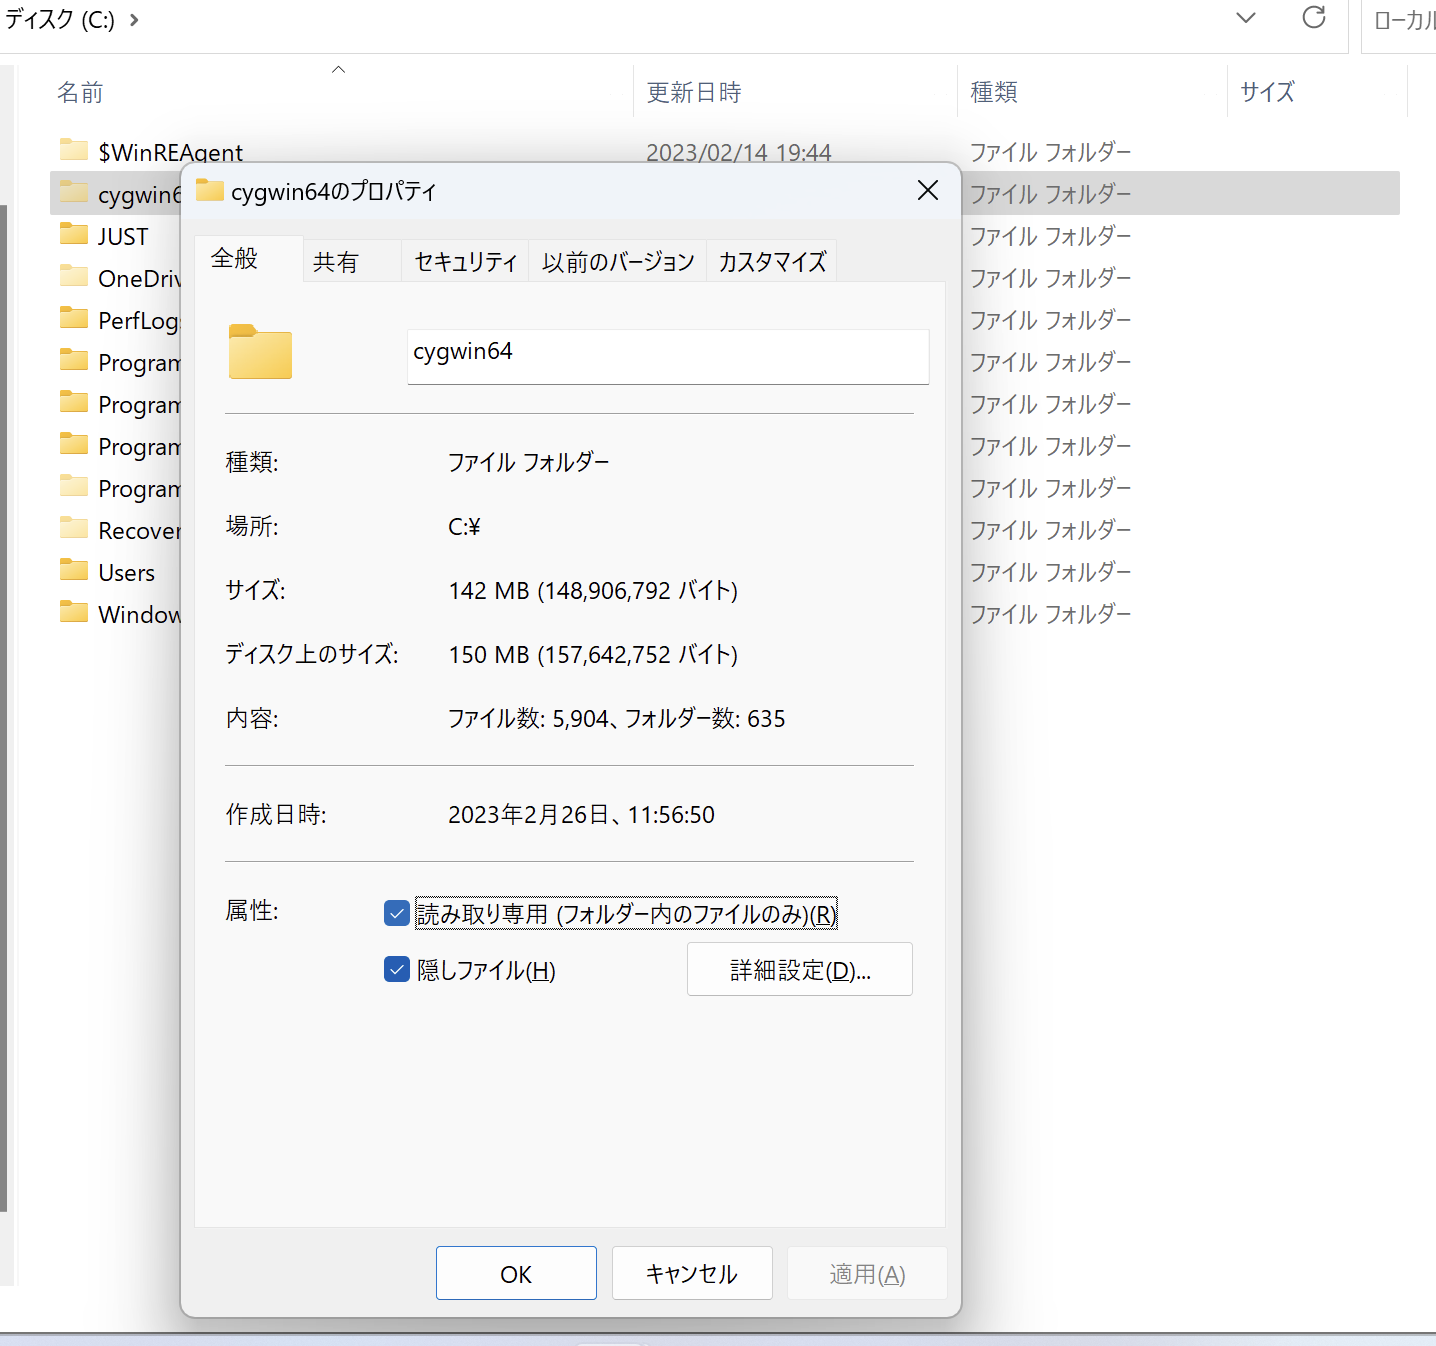 ディスク (C:)
ローカル
名前 更新日時 種類 サイズ
$WinREAgent 2023/02/14 19:44 ファイル フォルダー
cygwin6 ファイル フォルダー
JUST ファイル フォルダー
OneDriv ファイル フォルダー
PerfLogs ファイル フォルダー
Program ファイル フォルダー
Program ファイル フォルダー
Program ファイル フォルダー
Program ファイル フォルダー
Recover ファイル フォルダー
Users ファイル フォルダー
Window ファイル フォルダー
cygwin64のプロパティ
全般 共有 セキュリティ 以前のバージョン カスタマイズ
cygwin64
種類: ファイル フォルダー
場所: C:¥
サイズ: 142 MB (148,906,792 バイト)
ディスク上のサイズ: 150 MB (157,642,752 バイト)
内容: ファイル数: 5,904、フォルダー数: 635
作成日時: 2023年2月26日、11:56:50
属性: 読み取り専用 (フォルダー内のファイルのみ)(R)
隠しファイル(H) 詳細設定(D)...
OK キャンセル 適用(A)